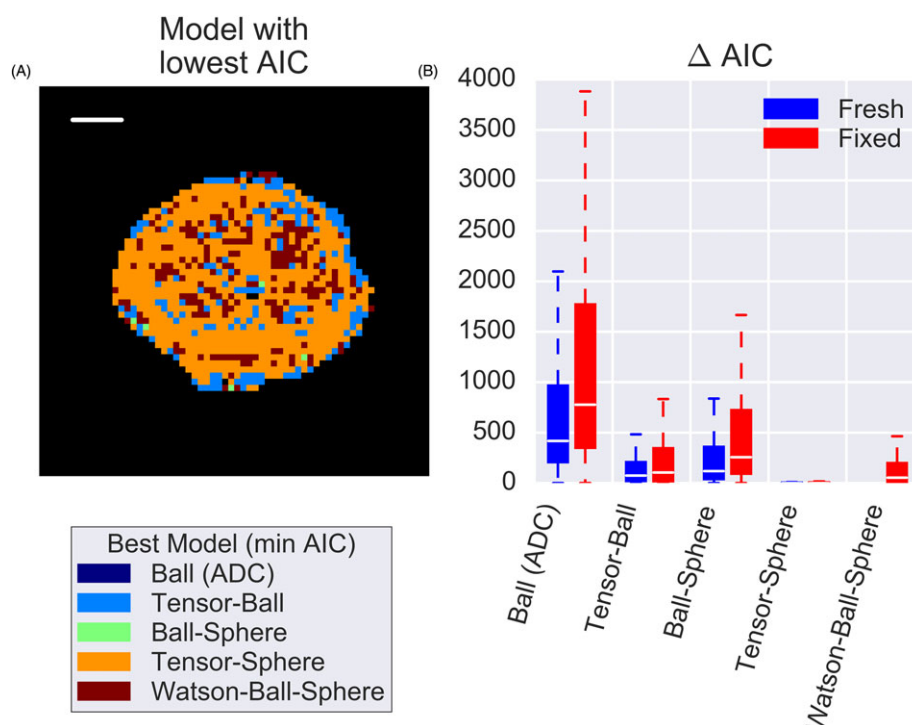 Model with
lowest AIC
(A)
(B)
Δ AIC
4000
3500
3000
2500
2000
1500
1000
500
0
Fresh
Fixed
Ball (ADC)
Tensor-Ball
Ball-Sphere
Tensor-Sphere
Watson-Ball-Sphere
Best Model (min AIC)
Ball (ADC)
Tensor-Ball
Ball-Sphere
Tensor-Sphere
Watson-Ball-Sphere